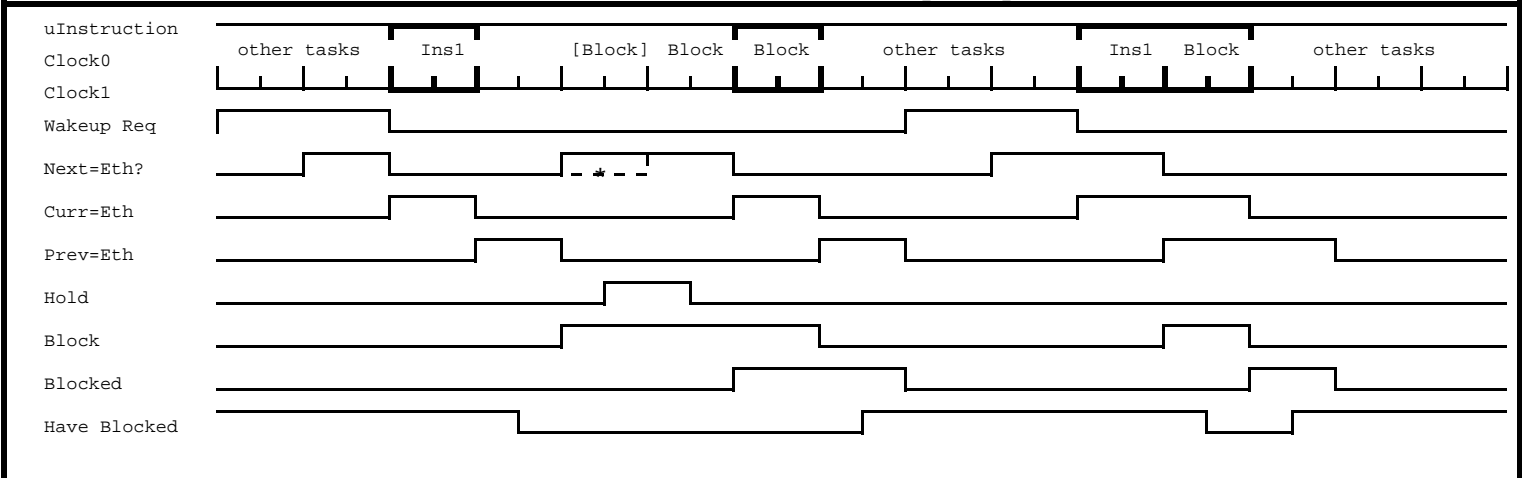 uInstruction
other tasks Ins1 [Block] Block Block other tasks Ins1 Block other tasks
Clock0
Clock1
Wakeup Req
Next=Eth?
*
Curr=Eth
Prev=Eth
Hold
Block
Blocked
Have Blocked